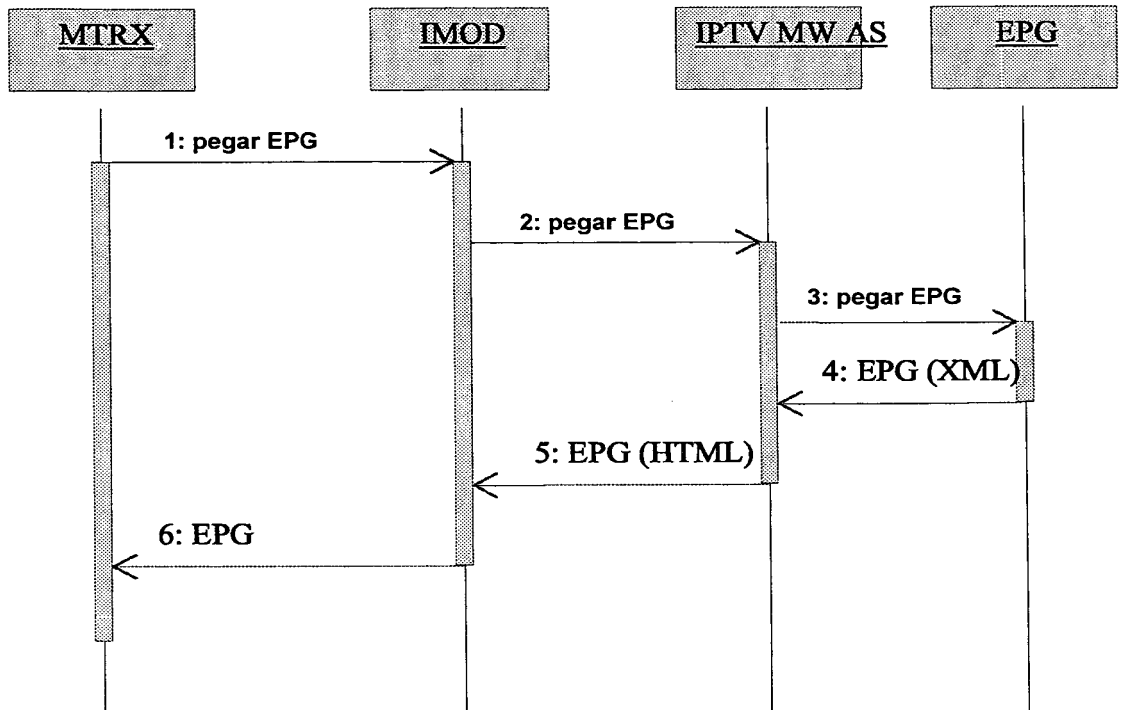 MTRX
IMOD
IPTV MW AS
EPG
1: pegar EPG
2: pegar EPG
3: pegar EPG
4: EPG (XML)
5: EPG (HTML)
6: EPG